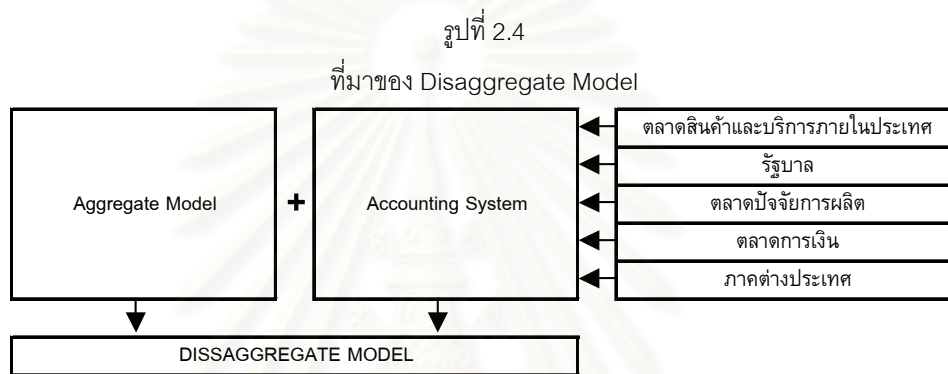 รูปที่ 2.4
ที่มาของ Disaggregate Model
Aggregate Model
+
Accounting System
ตลาดสินค้าและบริการภายในประเทศ
รัฐบาล
ตลาดปัจจัยการผลิต
ตลาดการเงิน
ภาคต่างประเทศ
DISSAGGREGATE MODEL